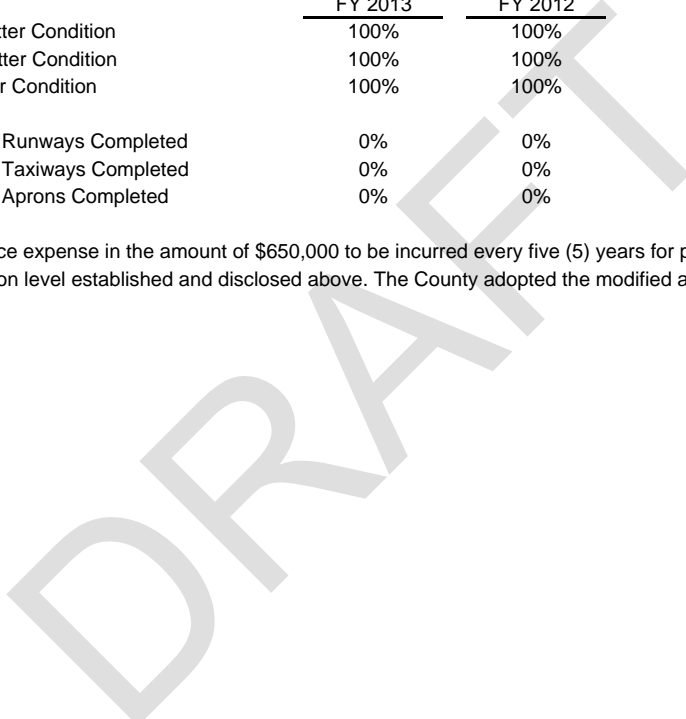 FY 2013 FY 2012
tter Condition 100% 100%
tter Condition 100% 100%
r Condition 100% 100%
Runways Completed 0% 0%
Taxiways Completed 0% 0%
Aprons Completed 0% 0%
ce expense in the amount of $650,000 to be incurred every five (5) years for p
on level established and disclosed above. The County adopted the modified a
DRAFT